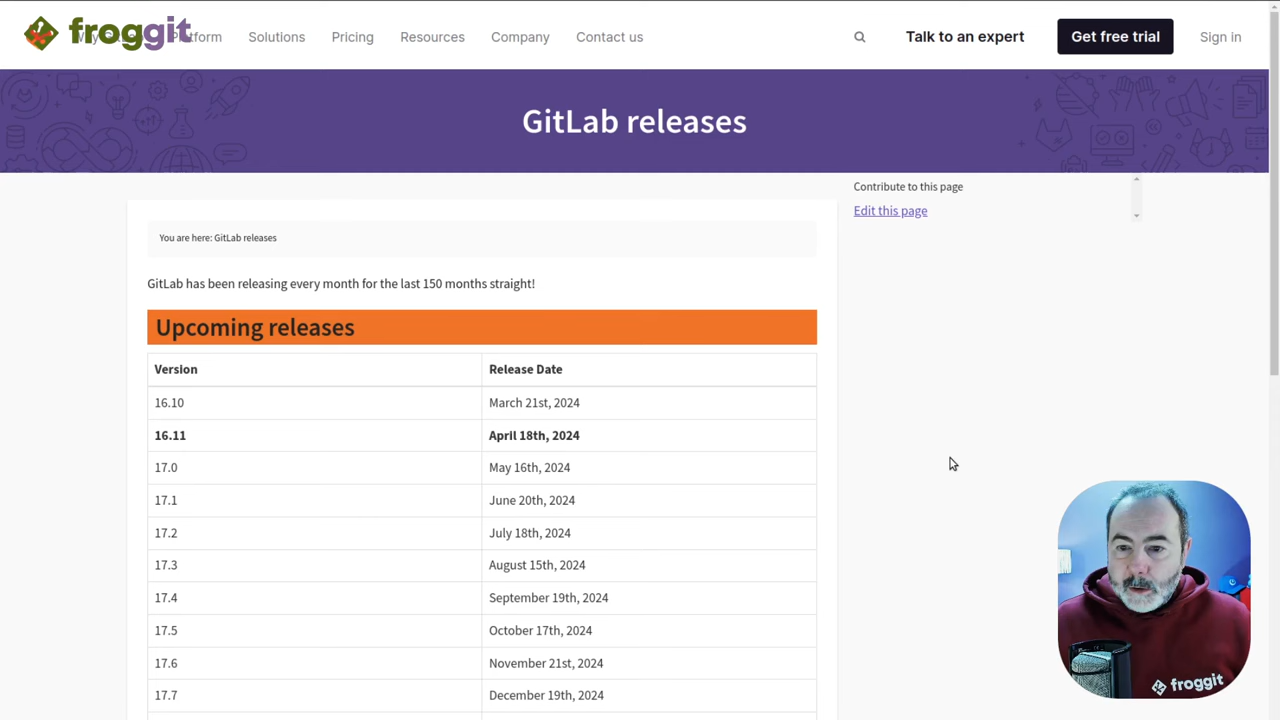 froggit
Platform
Solutions
Pricing
Resources
Company
Contact us
Talk to an expert
Get free trial
Sign in
GitLab releases
Contribute to this page
Edit this page
You are here: GitLab releases
GitLab has been releasing every month for the last 150 months straight!
Upcoming releases
Version Release Date
16.10 March 21st, 2024
16.11 April 18th, 2024
17.0 May 16th, 2024
17.1 June 20th, 2024
17.2 July 18th, 2024
17.3 August 15th, 2024
17.4 September 19th, 2024
17.5 October 17th, 2024
17.6 November 21st, 2024
17.7 December 19th, 2024
froggit